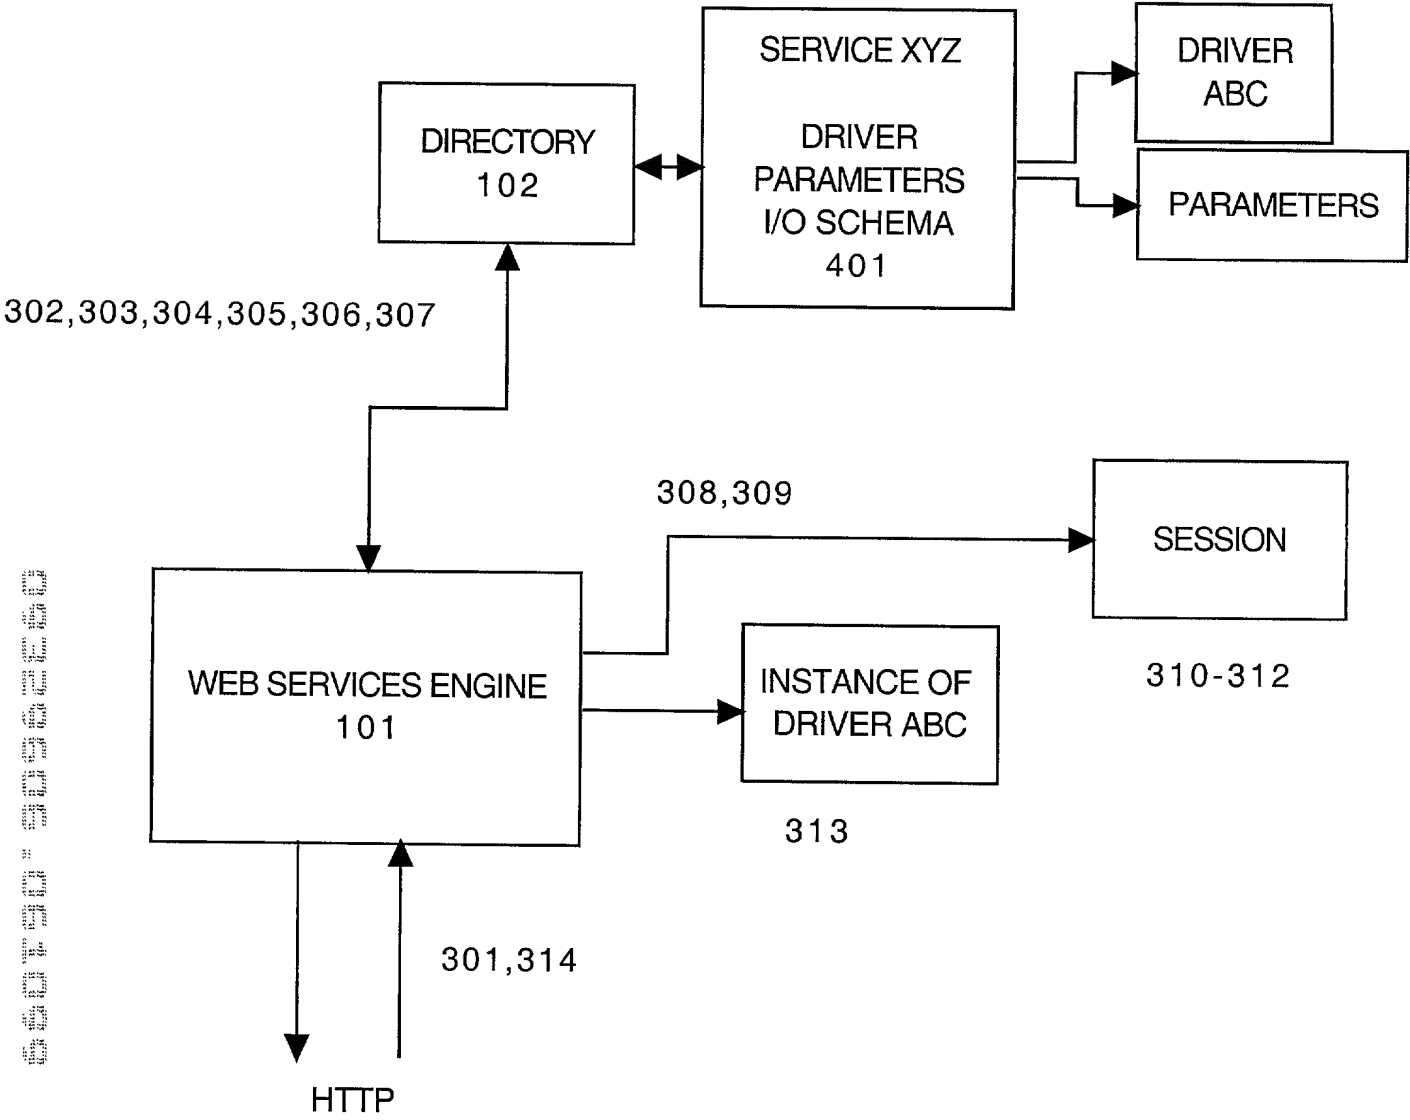 SERVICE XYZ
DRIVER
PARAMETERS
I/O SCHEMA
401
DRIVER
ABC
PARAMETERS
DIRECTORY
102
302,303,304,305,306,307
308,309
SESSION
310-312
WEB SERVICES ENGINE
101
INSTANCE OF
DRIVER ABC
313
301,314
HTTP